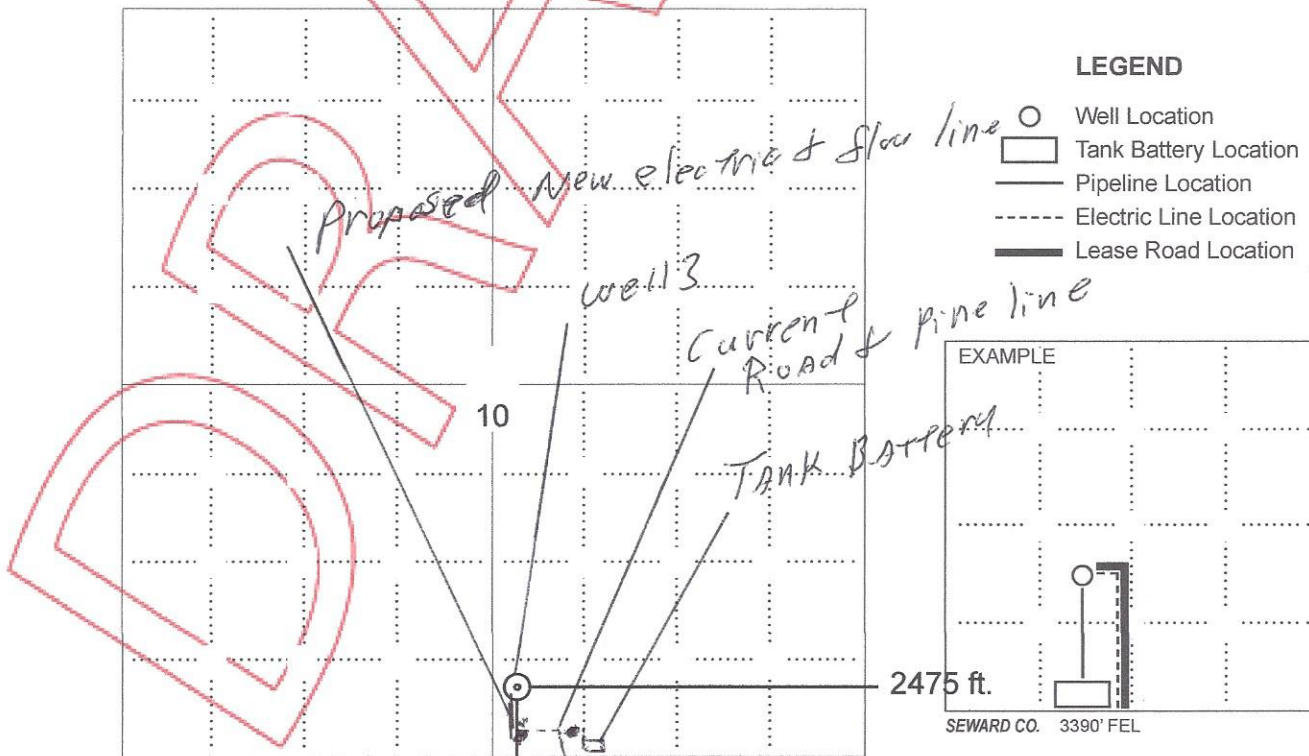 LEGEND
Well Location
Tank Battery Location
Pipeline Location
Electric Line Location
Lease Road Location
Proposed New electric & flow line
well 3
Current
Road & Pipe line
Tank Battery
10
2475 ft.
EXAMPLE
SEWARD CO. 3390' FEL